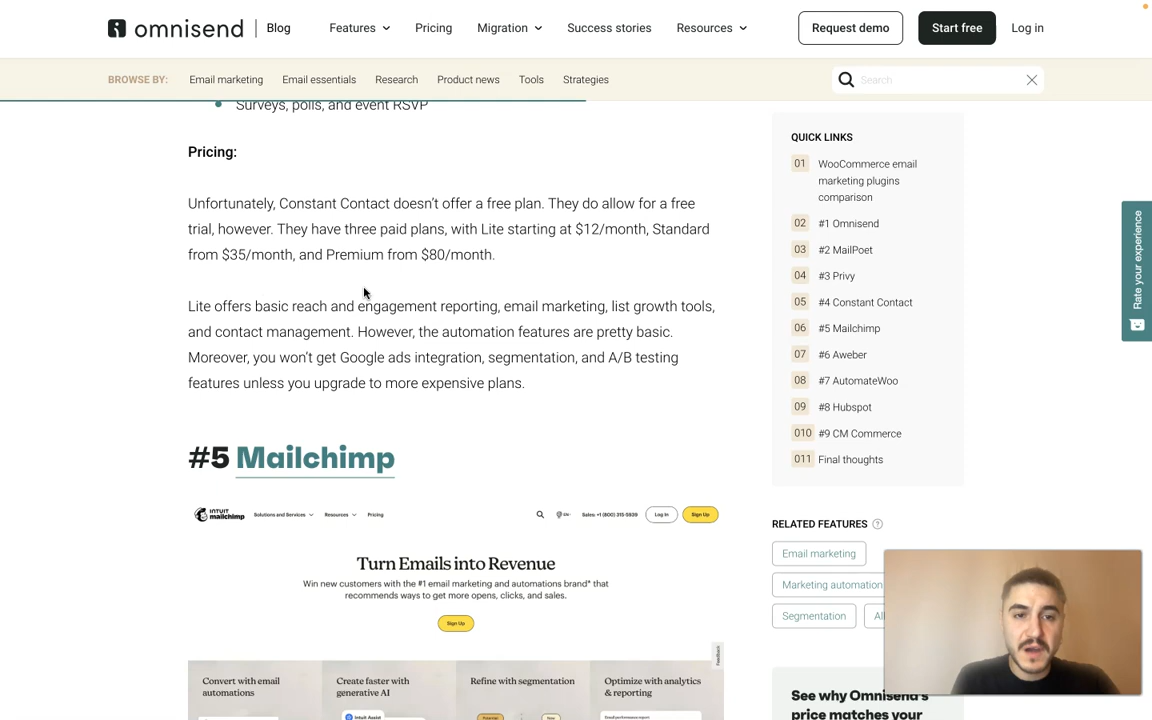 omnisend
Blog
Features
Pricing
Migration
Success stories
Resources
Request demo
Start free
Log in
BROWSE BY:
Email marketing
Email essentials
Research
Product news
Tools
Strategies
Search
Surveys, polls, and event RSVP
Pricing:
Unfortunately, Constant Contact doesn't offer a free plan. They do allow for a free
trial, however. They have three paid plans, with Lite starting at $12/month, Standard
from $35/month, and Premium from $80/month.
Lite offers basic reach and engagement reporting, email marketing, list growth tools,
and contact management. However, the automation features are pretty basic.
Moreover, you won't get Google ads integration, segmentation, and A/B testing
features unless you upgrade to more expensive plans.
#5 Mailchimp
INTUIT
mailchimp
Solutions and Services
Resources
Pricing
EN
Sales: +1 (800) 315-5939
Log In
Sign Up
Turn Emails into Revenue
Win new customers with the #1 email marketing and automations brand* that
recommends ways to get more opens, clicks, and sales.
Sign Up
Feedback
Convert with email
automations
Create faster with
generative AI
Refine with segmentation
Optimize with analytics
& reporting
Intuit Assist
QUICK LINKS
01 WooCommerce email
marketing plugins
comparison
02 #1 Omnisend
03 #2 MailPoet
04 #3 Privy
05 #4 Constant Contact
06 #5 Mailchimp
07 #6 Aweber
08 #7 AutomateWoo
09 #8 Hubspot
010 #9 CM Commerce
011 Final thoughts
RELATED FEATURES ?
Email marketing
Marketing automation
Segmentation
All
See why Omnisend's
price matches your
Rate your experience